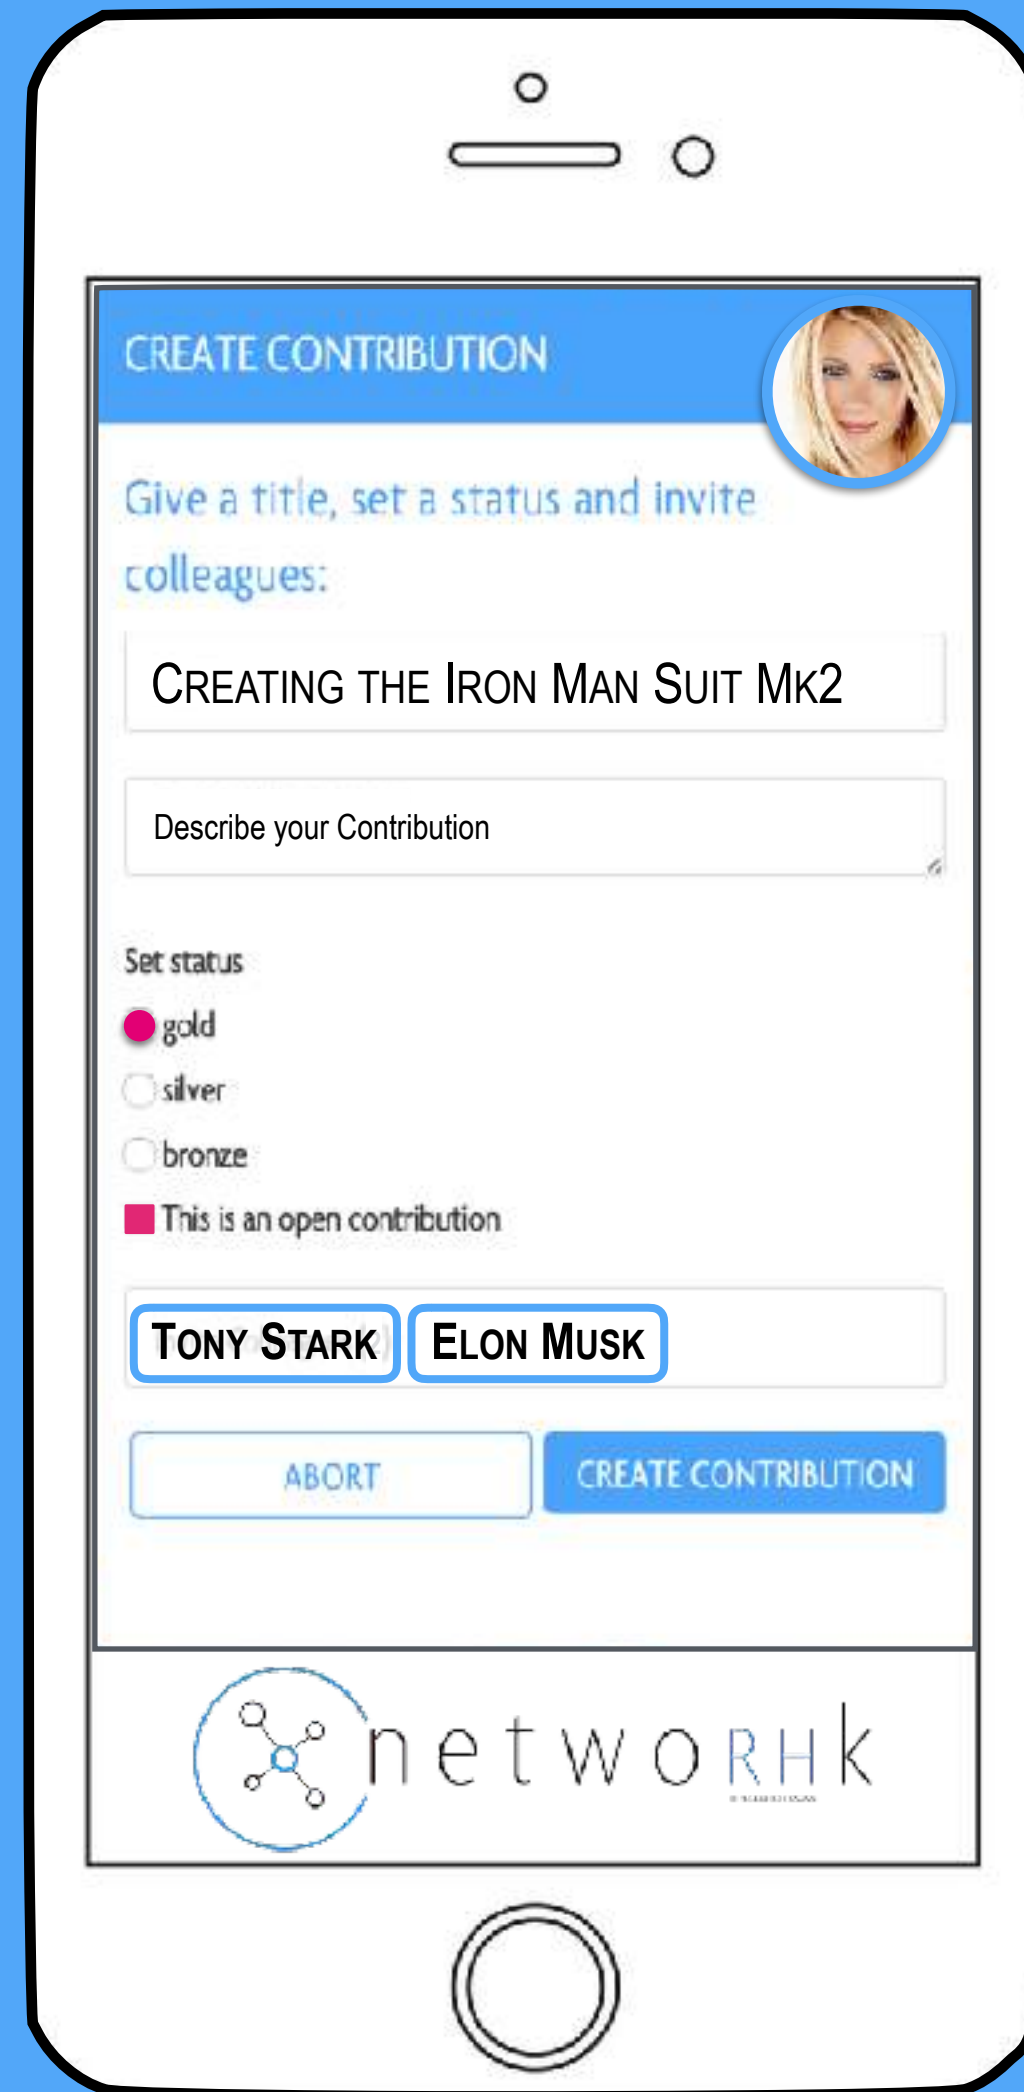 CREATE CONTRIBUTION
Give a title, set a status and invite
colleagues:
CREATING THE IRON MAN SUIT MK2
Describe your Contribution
Set status
gold
silver
bronze
This is an open contribution
TONY STARK ELON MUSK
ABORT CREATE CONTRIBUTION
netwoRHk